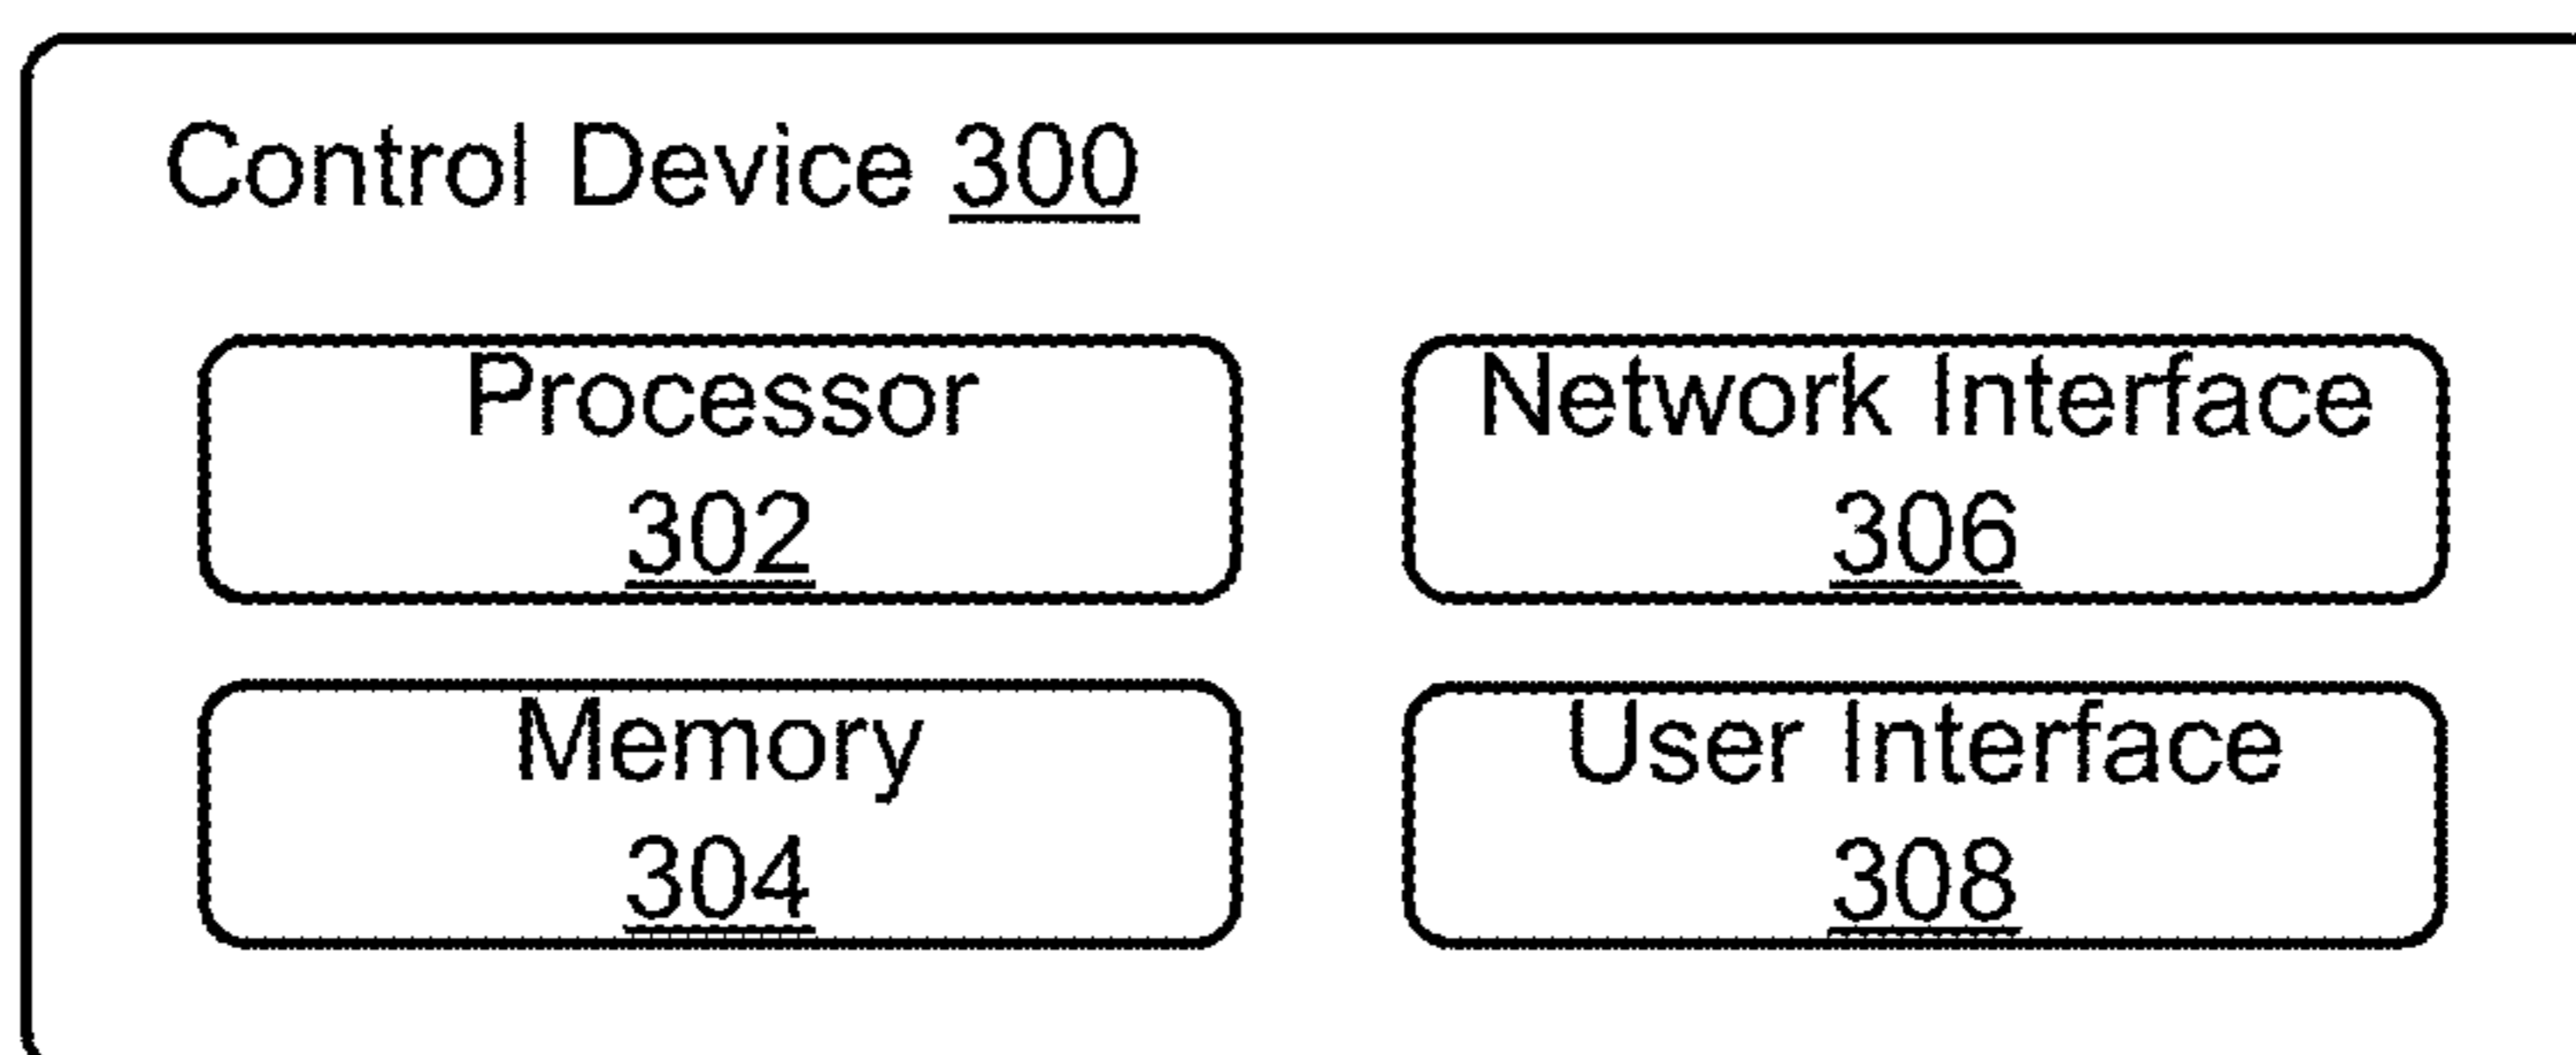 Control Device 300
Processor
302
Network Interface
306
Memory
304
User Interface
308